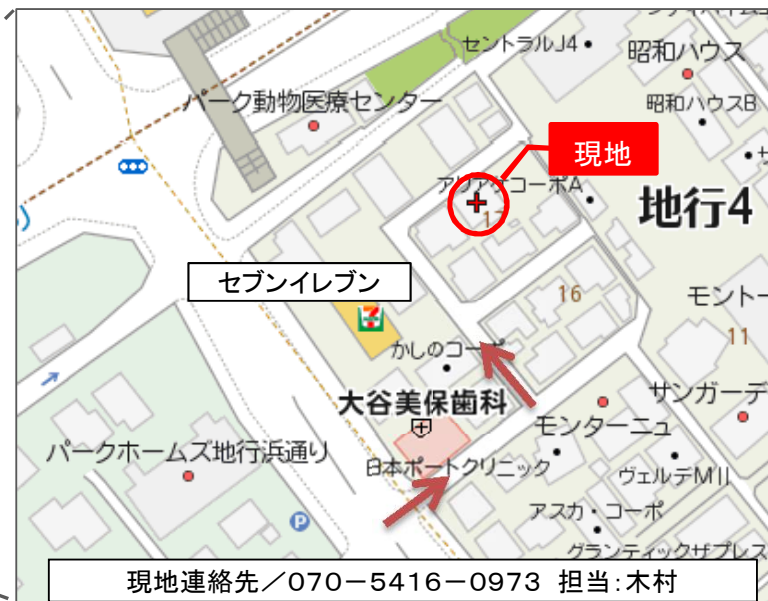 セントラルJ4
昭和ハウス
パーク動物医療センター
昭和ハウスB
現地
アリアケコーポA
地行4
17
セブンイレブン
16
モントー
11
かしのコーポ
大谷美保歯科
サンガーデ
モンターニュ
パークホームズ地行浜通り
日本ポートクリニック
ヴェルデMII
P
アスカ・コーポ
グランティックザプレス
現地連絡先／070－5416－0973 担当:木村